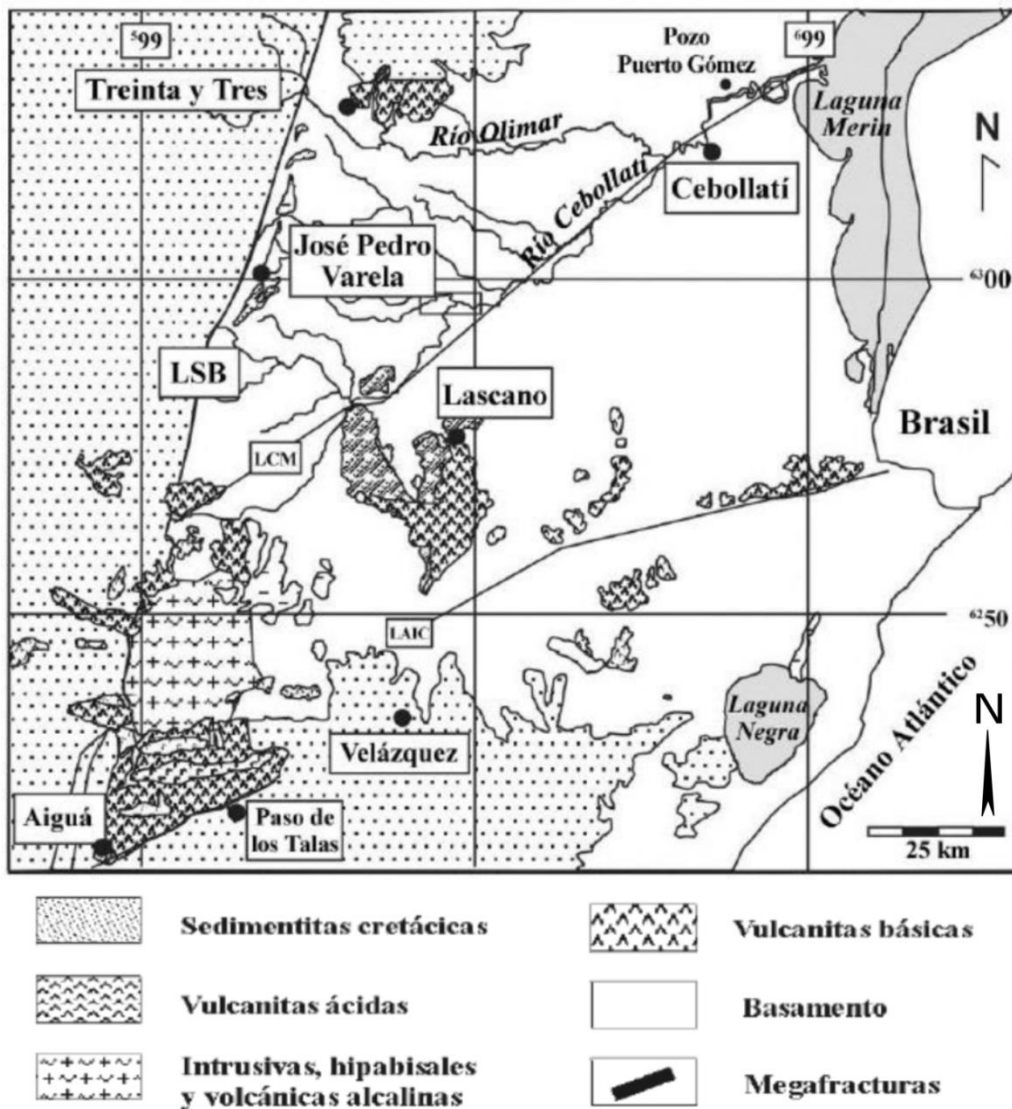 ⁵99
⁶99
Pozo
Puerto Gómez
Treinta y Tres
Laguna
Merin
N
Río Olimar
Cebollatí
Río Cebollatí
José Pedro
Varela
⁶³00
LSB
Lascano
Brasil
LCM
⁶²50
LAIC
Laguna
Negra
Océano Atlántico
N
Velázquez
Aiguá
Paso de
los Talas
25 km
Sedimentitas cretácicas
Vulcanitas básicas
Vulcanitas ácidas
Basamento
Intrusivas, hipabisales
y volcánicas alcalinas
Megafracturas